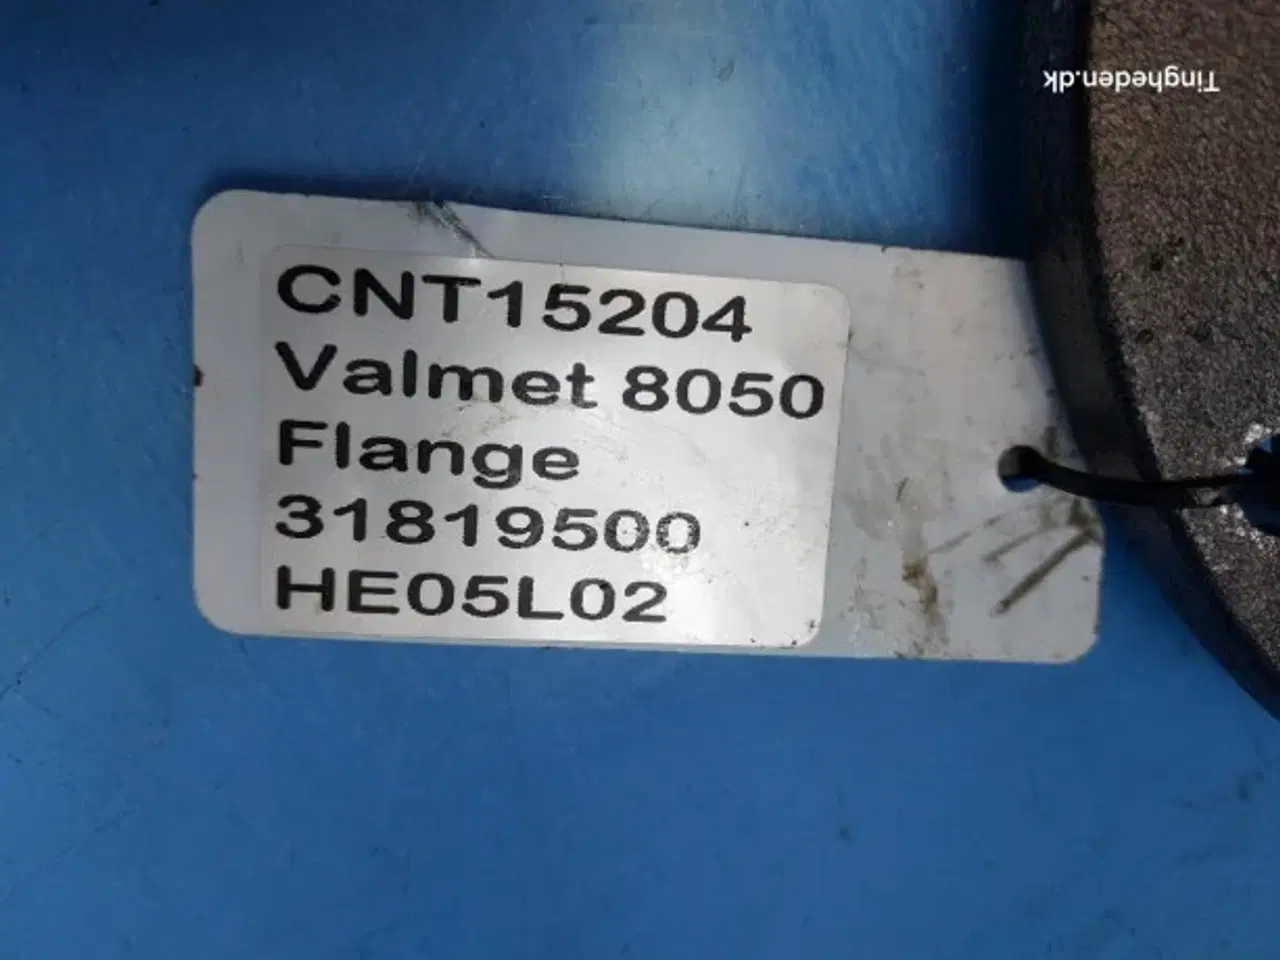 Tingheden.dk
CNT15204
Valmet 8050
Flange
31819500
HE05L02